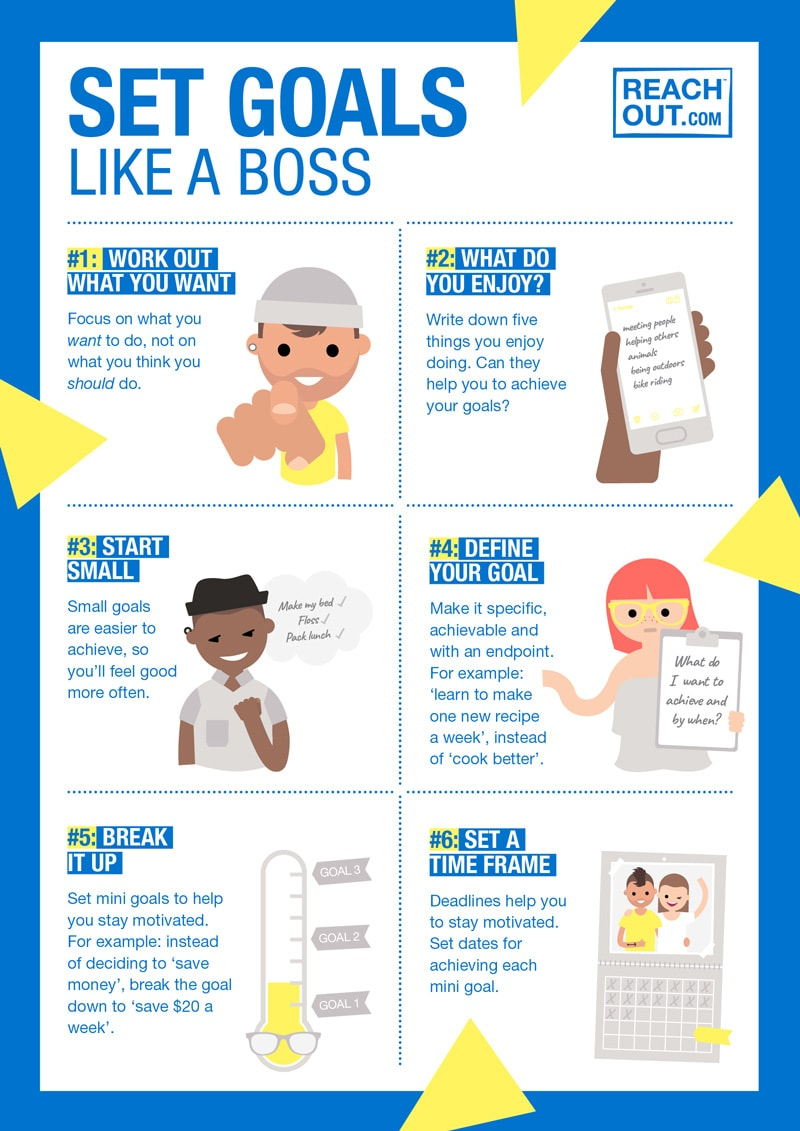 SET GOALS
LIKE A BOSS
REACH
OUT.COM™
#1: WORK OUT
WHAT YOU WANT
Focus on what you
want to do, not on
what you think you
should do.
#2: WHAT DO
YOU ENJOY?
Write down five
things you enjoy
doing. Can they
help you to achieve
your goals?
meeting people
helping others
animals
being outdoors
bike riding
#3: START
SMALL
Small goals
are easier to
achieve, so
you'll feel good
more often.
Make my bed ✓
Floss ✓
Pack lunch ✓
#4: DEFINE
YOUR GOAL
Make it specific,
achievable and
with an endpoint.
For example:
‘learn to make
one new recipe
a week’, instead
of ‘cook better’.
What do
I want to
achieve and
by when?
#5: BREAK
IT UP
Set mini goals to help
you stay motivated.
For example: instead
of deciding to ‘save
money’, break the goal
down to ‘save $20 a
week’.
GOAL 3
GOAL 2
GOAL 1
#6: SET A
TIME FRAME
Deadlines help you
to stay motivated.
Set dates for
achieving each
mini goal.